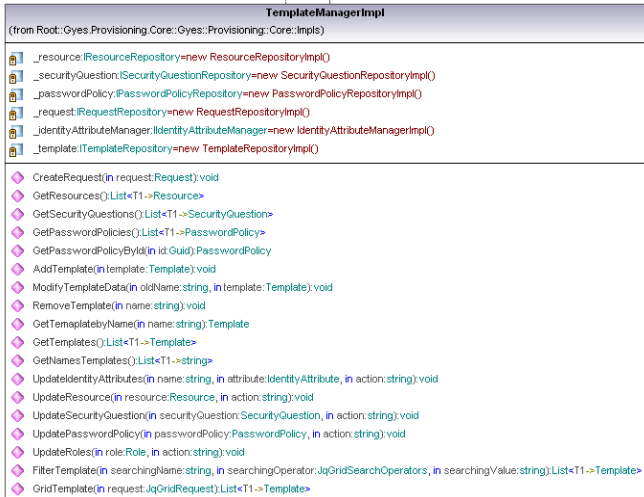 TemplateManagerImpl
(from Root::Gyes.Provisioning.Core::Gyes::Provisioning::Core::Impls)
_resource:IResourceRepository=new ResourceRepositoryImpl()
_securityQuestion:ISecurityQuestionRepository=new SecurityQuestionRepositoryImpl()
_passwordPolicy:IPasswordPolicyRepository=new PasswordPolicyRepositoryImpl()
_request:IRequestRepository=new RequestRepositoryImpl()
_identityAttributeManager:IIdentityAttributeManager=new IdentityAttributeManagerImpl()
_template:ITemplateRepository=new TemplateRepositoryImpl()
CreateRequest(in request:Request):void
GetResources():List<T1->Resource>
GetSecurityQuestions():List<T1->SecurityQuestion>
GetPasswordPolicies():List<T1->PasswordPolicy>
GetPasswordPolicyById(in id:Guid):PasswordPolicy
AddTemplate(in template:Template):void
ModifyTemplateData(in oldName:string, in template:Template):void
RemoveTemplate(in name:string):void
GetTemaplatebyName(in name:string):Template
GetTemplates():List<T1->Template>
GetNamesTemplates():List<T1->string>
UpdateIdentityAttributes(in name:string, in attribute:IdentityAttribute, in action:string):void
UpdateResource(in resource:Resource, in action:string):void
UpdateSecurityQuestion(in securityQuestion:SecurityQuestion, in action:string):void
UpdatePasswordPolicy(in passwordPolicy:PasswordPolicy, in action:string):void
UpdateRoles(in role:Role, in action:string):void
FilterTemplate(in searchingName:string, in searchingOperator:JqGridSearchOperators, in searchingValue:string):List<T1->Template>
GridTemplate(in request:JqGridRequest):List<T1->Template>